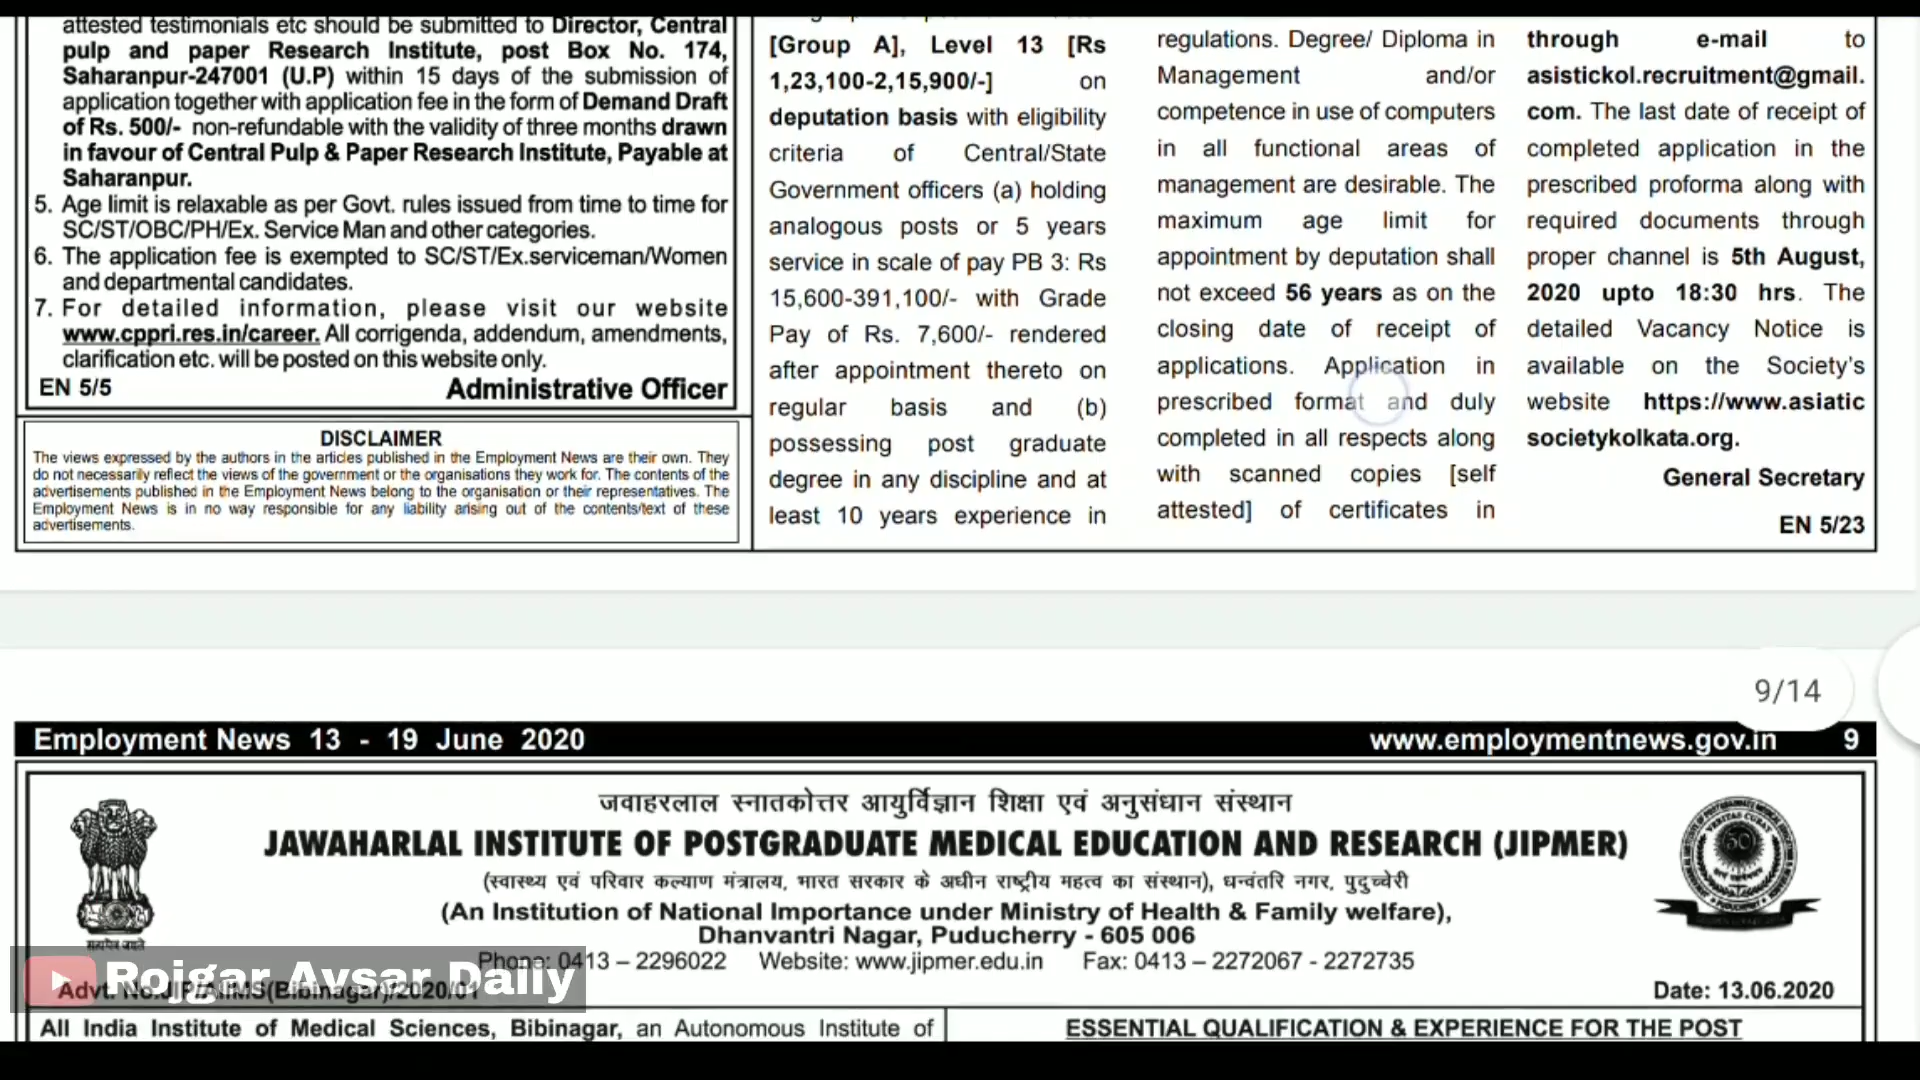 attested testimonials etc should be submitted to Director, Central
pulp and paper Research Institute, post Box No. 174,
Saharanpur-247001 (U.P) within 15 days of the submission of
application together with application fee in the form of Demand Draft
of Rs. 500/- non-refundable with the validity of three months drawn
in favour of Central Pulp & Paper Research Institute, Payable at
Saharanpur.
5. Age limit is relaxable as per Govt. rules issued from time to time for
SC/ST/OBC/PH/Ex. Service Man and other categories.
6. The application fee is exempted to SC/ST/Ex.serviceman/Women
and departmental candidates.
7. For detailed information, please visit our website
www.cppri.res.in/career. All corrigenda, addendum, amendments,
clarification etc. will be posted on this website only.
EN 5/5 Administrative Officer
DISCLAIMER
The views expressed by the authors in the articles published in the Employment News are their own. They
do not necessarily reflect the views of the government or the organisations they work for. The contents of the
advertisements published in the Employment News belong to the organisation or their representatives. The
Employment News is in no way responsible for any liability arising out of the contents/text of these
advertisements.
[Group A], Level 13 [Rs
1,23,100-2,15,900/-] on
deputation basis with eligibility
criteria of Central/State
Government officers (a) holding
analogous posts or 5 years
service in scale of pay PB 3: Rs
15,600-391,100/- with Grade
Pay of Rs. 7,600/- rendered
after appointment thereto on
regular basis and (b)
possessing post graduate
degree in any discipline and at
least 10 years experience in
regulations. Degree/ Diploma in
Management and/or
competence in use of computers
in all functional areas of
management are desirable. The
maximum age limit for
appointment by deputation shall
not exceed 56 years as on the
closing date of receipt of
applications. Application in
prescribed format and duly
completed in all respects along
with scanned copies [self
attested] of certificates in
through e-mail to
asistickol.recruitment@gmail.
com. The last date of receipt of
completed application in the
prescribed proforma along with
required documents through
proper channel is 5th August,
2020 upto 18:30 hrs. The
detailed Vacancy Notice is
available on the Society's
website https://www.asiatic
societykolkata.org.
General Secretary
EN 5/23
9/14
Employment News 13 - 19 June 2020 www.employmentnews.gov.in 9
जवाहरलाल स्नातकोत्तर आयुर्विज्ञान शिक्षा एवं अनुसंधान संस्थान
JAWAHARLAL INSTITUTE OF POSTGRADUATE MEDICAL EDUCATION AND RESEARCH (JIPMER)
(स्वास्थ्य एवं परिवार कल्याण मंत्रालय, भारत सरकार के अधीन राष्ट्रीय महत्व का संस्थान), धन्वंतरि नगर, पुदुच्चेरी
(An Institution of National Importance under Ministry of Health & Family welfare),
Dhanvantri Nagar, Puducherry - 605 006
Phone: 0413 – 2296022 Website: www.jipmer.edu.in Fax: 0413 – 2272067 - 2272735
सत्यमेव जयते
Rojgar Avsar Daily
Advt. No.JIP/AIIMS(Bibinagar)/2020/01 Date: 13.06.2020
All India Institute of Medical Sciences, Bibinagar, an Autonomous Institute of
ESSENTIAL QUALIFICATION & EXPERIENCE FOR THE POST